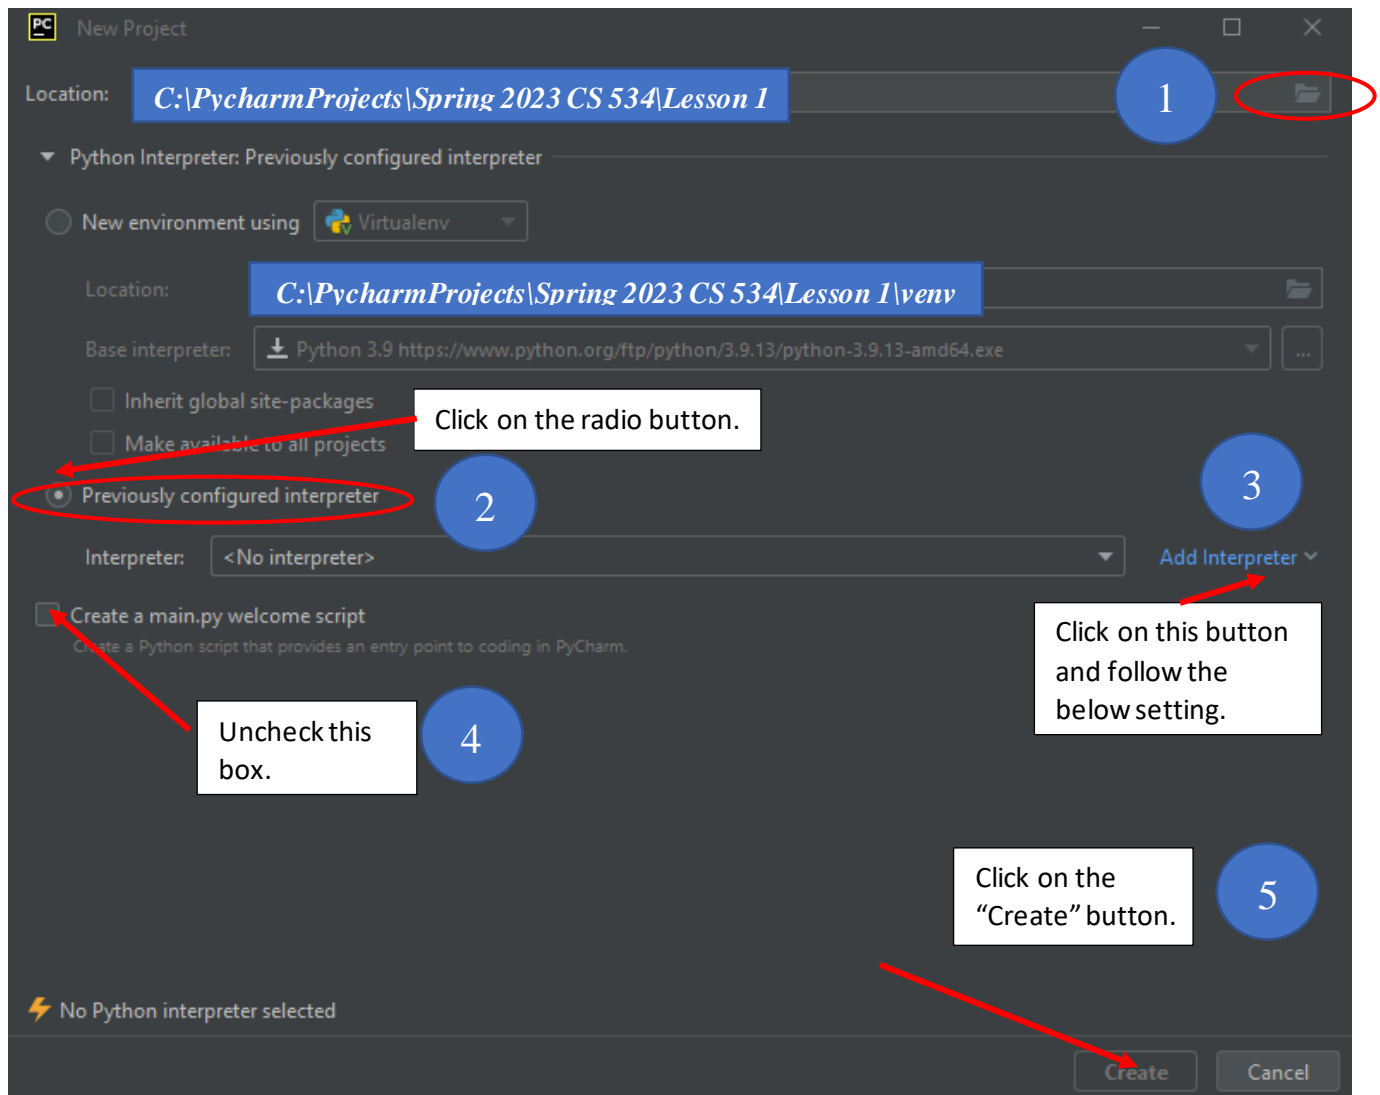 PC New Project
Location: C:\PycharmProjects\Spring 2023 CS 534\Lesson 1
1
Python Interpreter: Previously configured interpreter
New environment using Virtualenv
Location: C:\PycharmProjects\Spring 2023 CS 534\Lesson 1\venv
Base interpreter: Python 3.9 https://www.python.org/ftp/python/3.9.13/python-3.9.13-amd64.exe ...
Inherit global site-packages
Click on the radio button.
Make available to all projects
Previously configured interpreter
2
3
Interpreter: <No interpreter> Add Interpreter
Create a main.py welcome script
Create a Python script that provides an entry point to coding in PyCharm.
Click on this button
and follow the
below setting.
Uncheck this
box.
4
Click on the
“Create” button.
5
No Python interpreter selected
Create Cancel